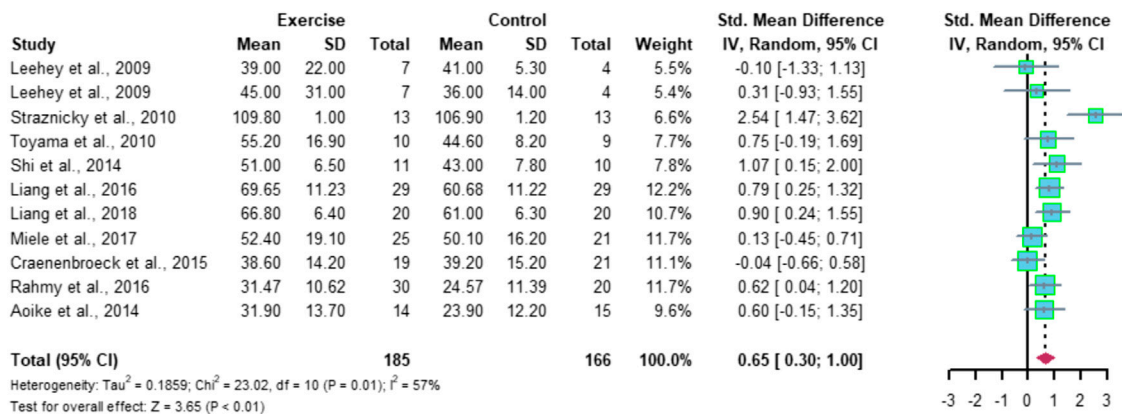 Exercise Control Std. Mean Difference Std. Mean Difference
Study Mean SD Total Mean SD Total Weight IV, Random, 95% CI IV, Random, 95% CI
Leehey et al., 2009 39.00 22.00 7 41.00 5.30 4 5.5% -0.10 [-1.33; 1.13]
Leehey et al., 2009 45.00 31.00 7 36.00 14.00 4 5.4% 0.31 [-0.93; 1.55]
Straznicky et al., 2010 109.80 1.00 13 106.90 1.20 13 6.6% 2.54 [ 1.47; 3.62]
Toyama et al., 2010 55.20 16.90 10 44.60 8.20 9 7.7% 0.75 [-0.19; 1.69]
Shi et al., 2014 51.00 6.50 11 43.00 7.80 10 7.8% 1.07 [ 0.15; 2.00]
Liang et al., 2016 69.65 11.23 29 60.68 11.22 29 12.2% 0.79 [ 0.25; 1.32]
Liang et al., 2018 66.80 6.40 20 61.00 6.30 20 10.7% 0.90 [ 0.24; 1.55]
Miele et al., 2017 52.40 19.10 25 50.10 16.20 21 11.7% 0.13 [-0.45; 0.71]
Craenenbroeck et al., 2015 38.60 14.20 19 39.20 15.20 21 11.1% -0.04 [-0.66; 0.58]
Rahmy et al., 2016 31.47 10.62 30 24.57 11.39 20 11.7% 0.62 [ 0.04; 1.20]
Aoike et al., 2014 31.90 13.70 14 23.90 12.20 15 9.6% 0.60 [-0.15; 1.35]
Total (95% CI) 185 166 100.0% 0.65 [ 0.30; 1.00]
Heterogeneity: Tau² = 0.1859; Chi² = 23.02, df = 10 (P = 0.01); I² = 57%
Test for overall effect: Z = 3.65 (P < 0.01)
-3 -2 -1 0 1 2 3